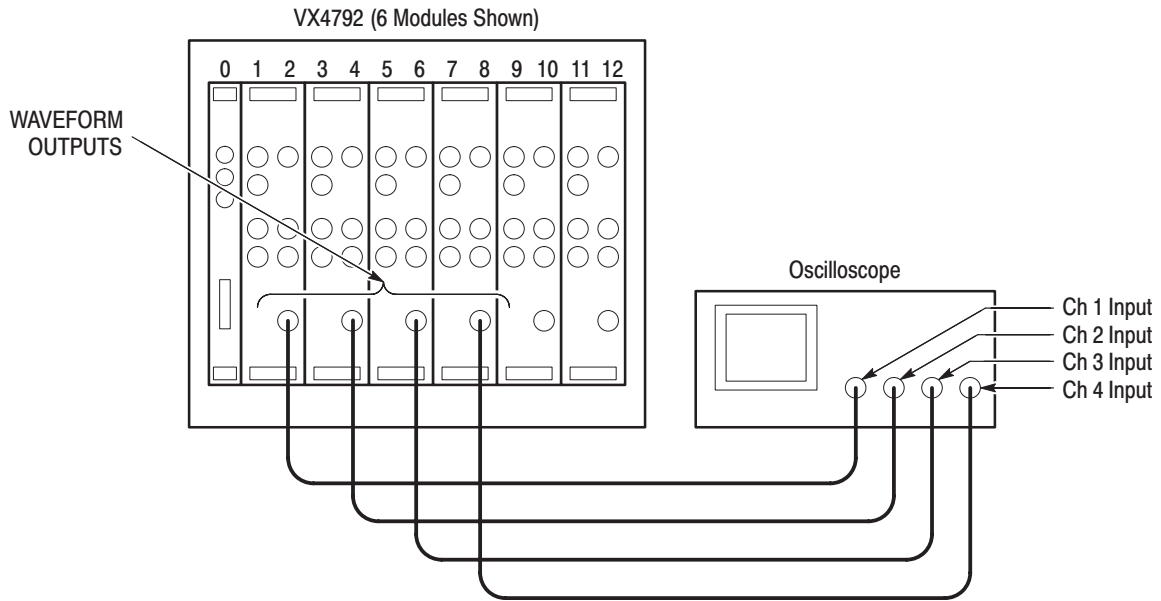 VX4792 (6 Modules Shown)
0 1 2 3 4 5 6 7 8 9 10 11 12
WAVEFORM
OUTPUTS
Oscilloscope
Ch 1 Input
Ch 2 Input
Ch 3 Input
Ch 4 Input